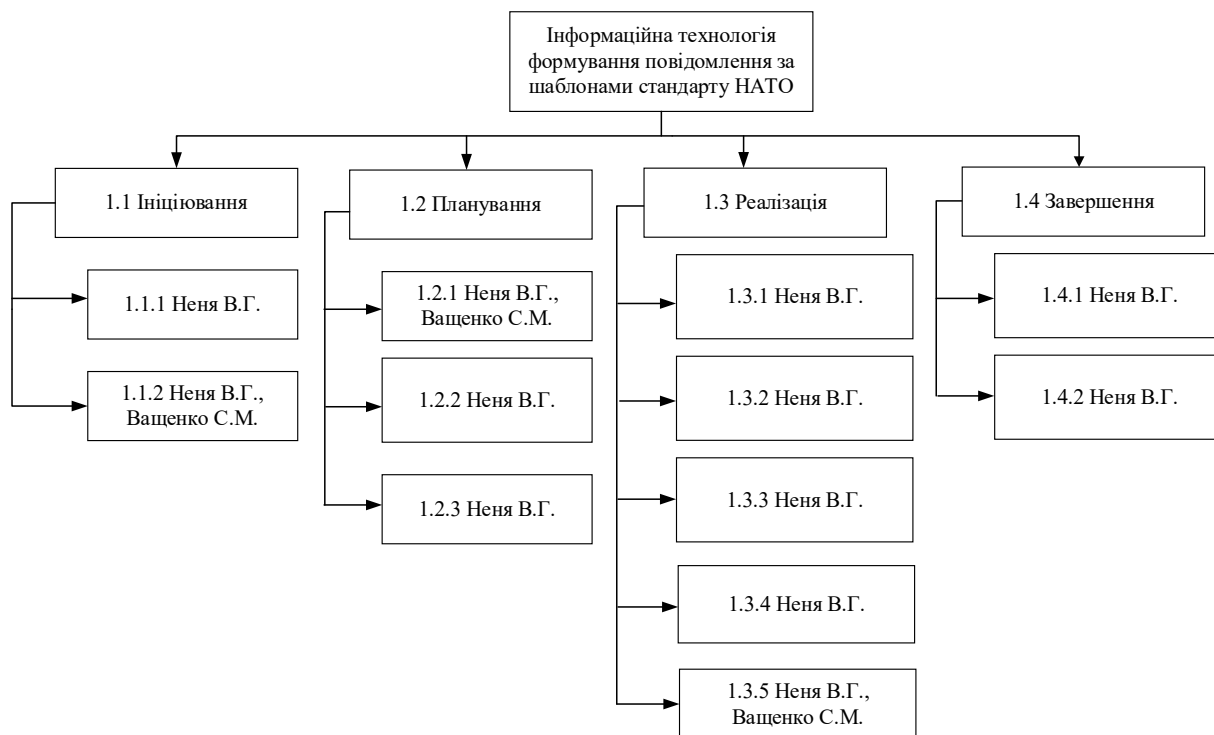 Інформаційна технологія
формування повідомлення за
шаблонами стандарту НАТО
1.1 Ініціювання
1.2 Планування
1.3 Реалізація
1.4 Завершення
1.1.1 Неня В.Г.
1.1.2 Неня В.Г.,
Ващенко С.М.
1.2.1 Неня В.Г.,
Ващенко С.М.
1.2.2 Неня В.Г.
1.2.3 Неня В.Г.
1.3.1 Неня В.Г.
1.3.2 Неня В.Г.
1.3.3 Неня В.Г.
1.3.4 Неня В.Г.
1.3.5 Неня В.Г.,
Ващенко С.М.
1.4.1 Неня В.Г.
1.4.2 Неня В.Г.